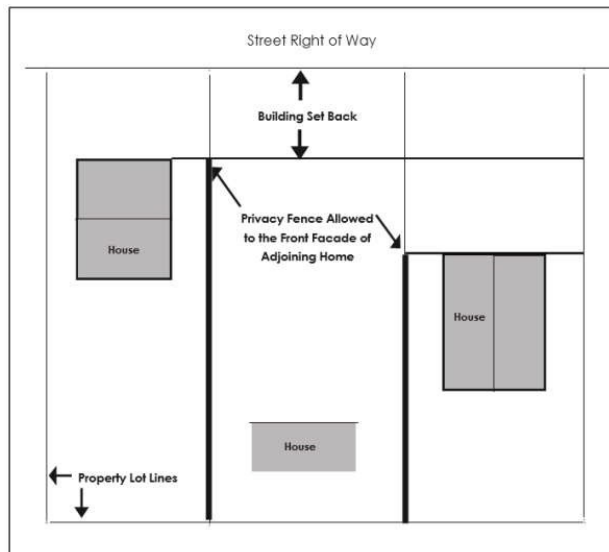 Street Right of Way
Building Set Back
Privacy Fence Allowed
to the Front Facade of
Adjoining Home
House
House
House
Property Lot Lines